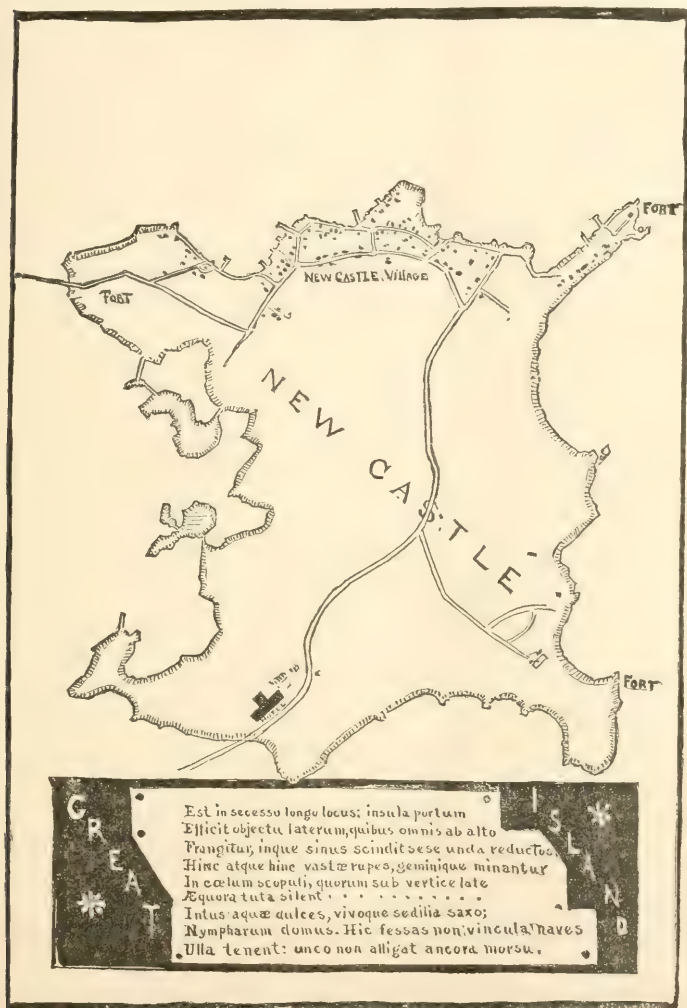 FORT
FORT
NEW CASTLE. Village
NEW CASTLE
FORT
HOTEL
GREAT
ISLAND
Est in secesso longo locus: insula portum
Efficit objectu laterum, quibus omnis ab alto
Frangitur, inque sinus scindit sese unda reductos.
Hinc atque hinc vastæ rupes, geminique minantur
In cœlum scopuli, quorum sub vertice late
Æquora tuta silent . . . . . . . . .
Intus aquæ dulces, vivoque sedilia saxo;
Nympharum domus. Hic fessas non vincula naves
Ulla tenent: unco non alligat ancora morsu.